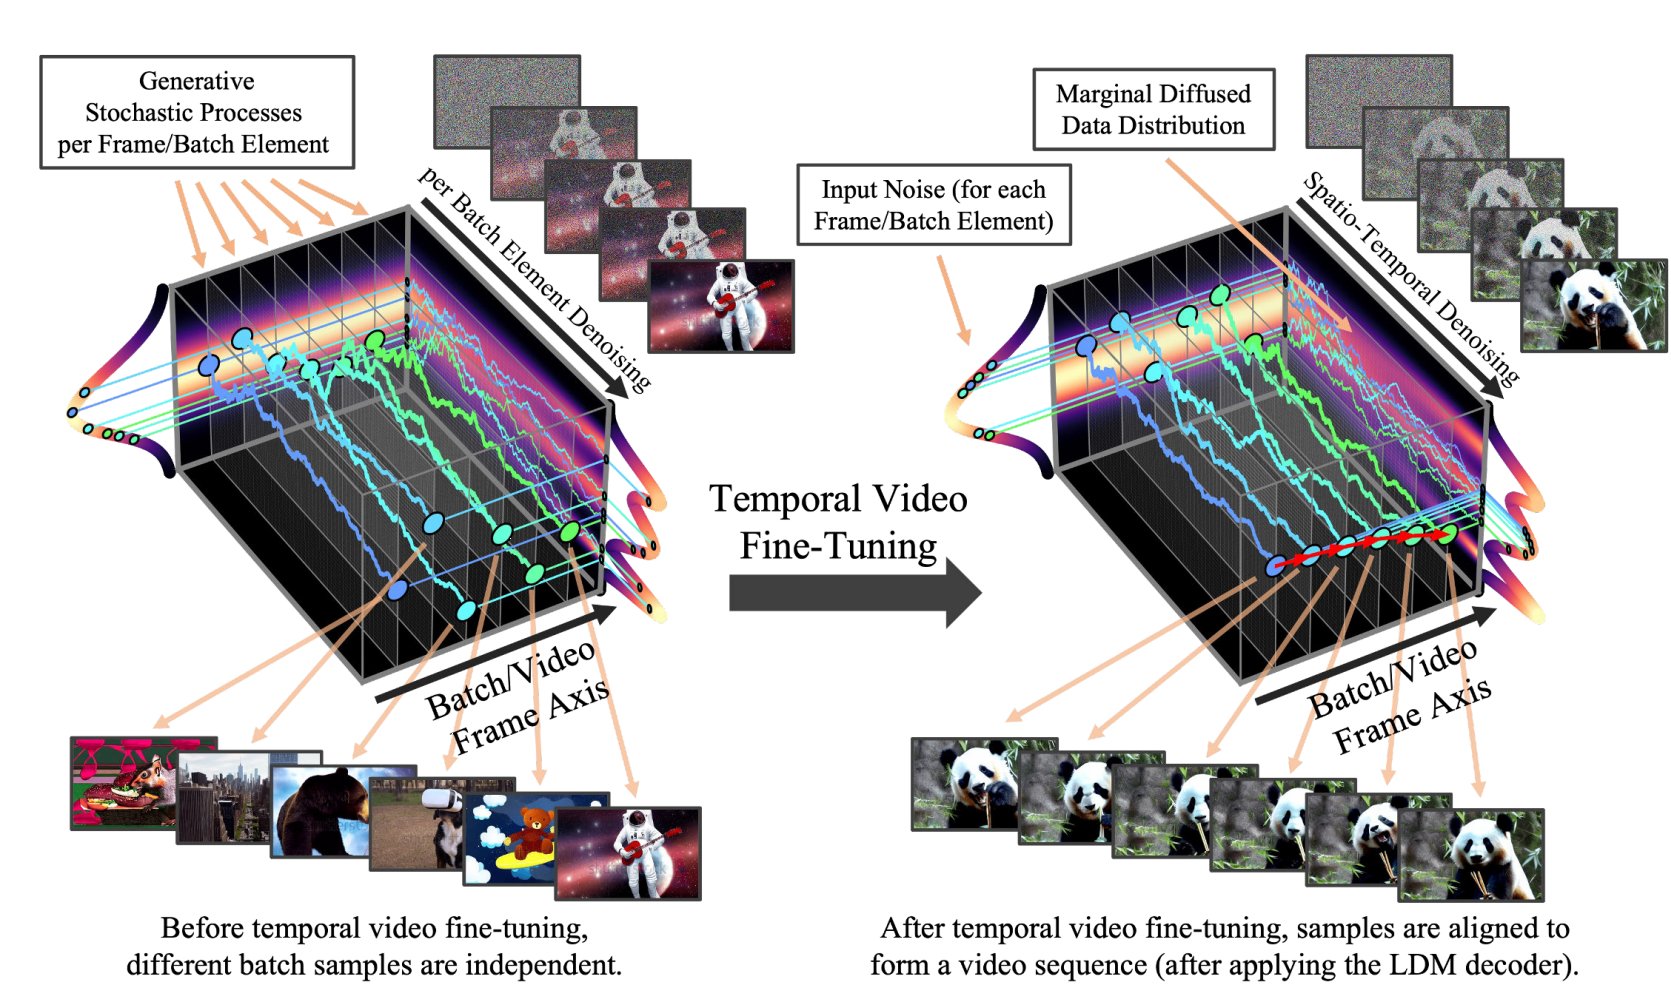 Generative
Stochastic Processes
per Frame/Batch Element
per Batch Element Denoising
Batch/Video
Frame Axis
Before temporal video fine-tuning,
different batch samples are independent.
Temporal Video
Fine-Tuning
Input Noise (for each
Frame/Batch Element)
Marginal Diffused
Data Distribution
Spatio-Temporal Denoising
Batch/Video
Frame Axis
After temporal video fine-tuning, samples are aligned to
form a video sequence (after applying the LDM decoder).